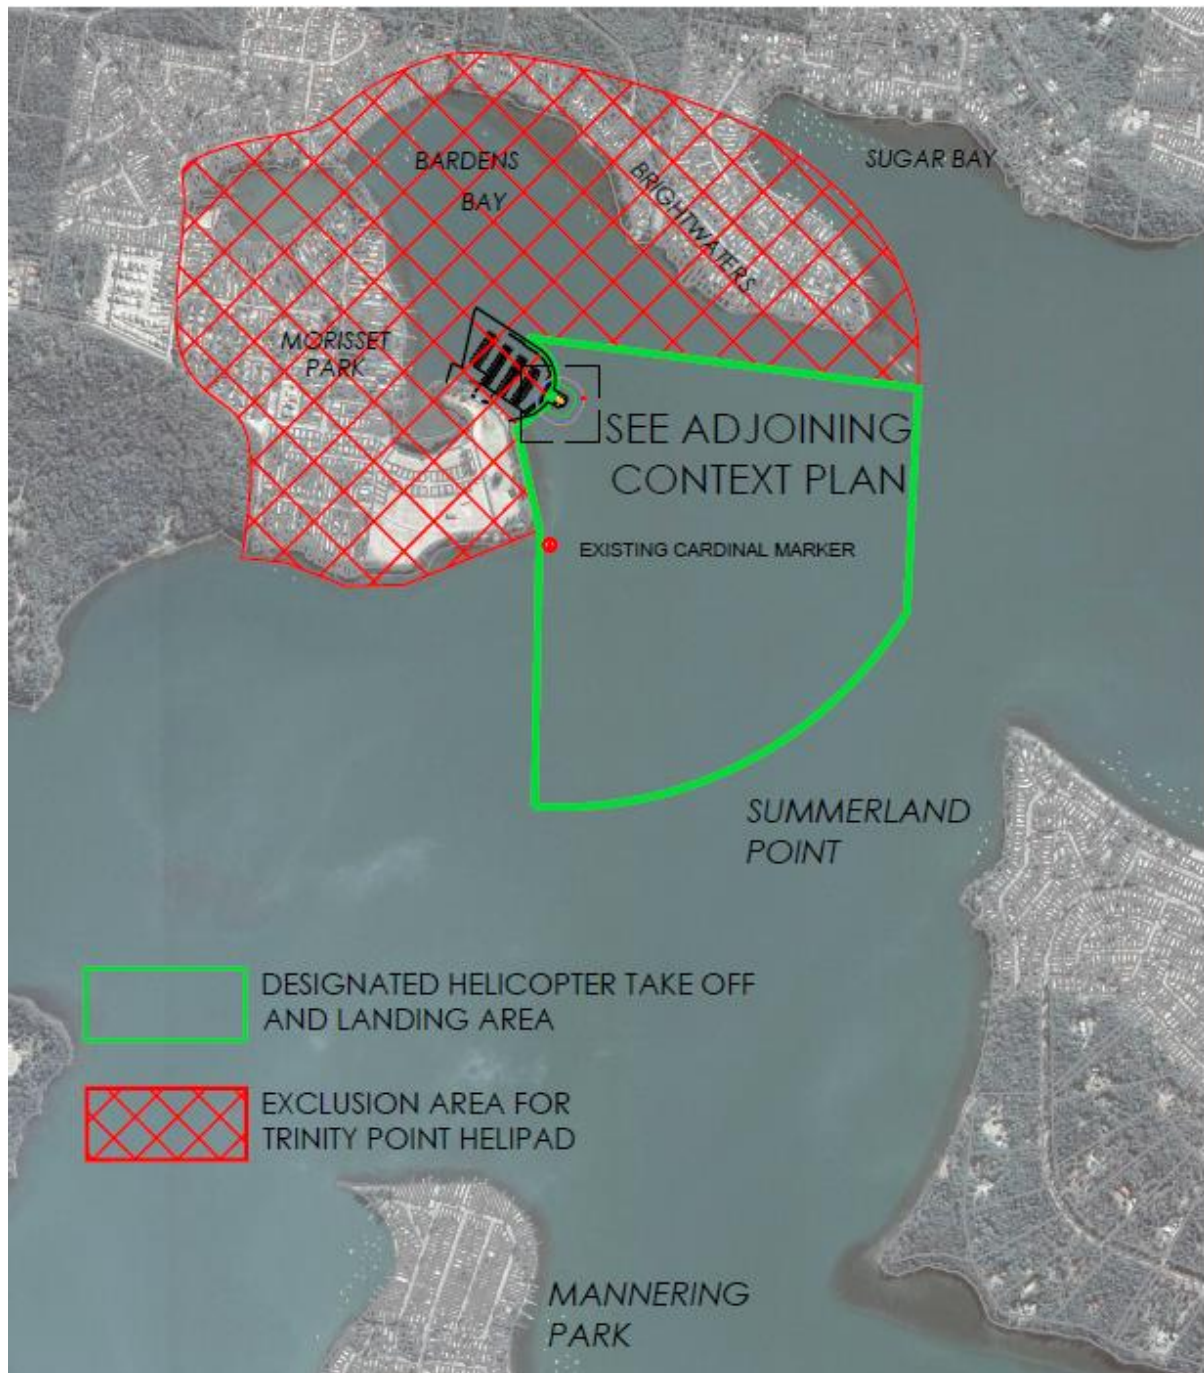 BARDENS
BAY
SUGAR BAY
BRIGHTWATERS
MORISSET
PARK
SEE ADJOINING
CONTEXT PLAN
EXISTING CARDINAL MARKER
SUMMERLAND
POINT
DESIGNATED HELICOPTER TAKE OFF
AND LANDING AREA
EXCLUSION AREA FOR
TRINITY POINT HELIPAD
MANNERING
PARK